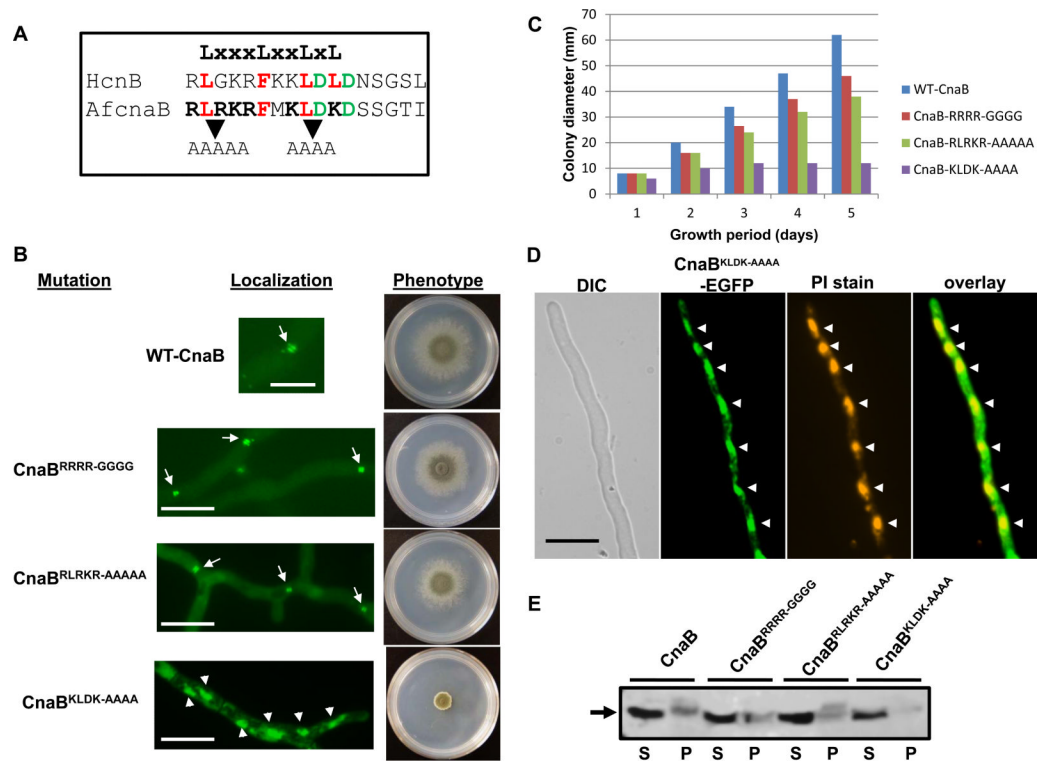 A
LxxxLxxLxL
HcnB RLGKRFKKLDLDNSGSL
AfcnaB RLRKRFMKLDKDSSGTI
AAAAA AAAA
B
Mutation Localization Phenotype
WT-CnaB
CnaBRRRR-GGGG
CnaBRLRKR-AAAAA
CnaBKLDK-AAAA
C
Colony diameter (mm)
70
60
50
40
30
20
10
0
1 2 3 4 5
Growth period (days)
WT-CnaB
CnaB-RRRR-GGGG
CnaB-RLRKR-AAAAA
CnaB-KLDK-AAAA
D
DIC
CnaBKLDK-AAAA
-EGFP
PI stain
overlay
E
CnaB
CnaBRRRR-GGGG
CnaBRLRKR-AAAAA
CnaBKLDK-AAAA
S P S P S P S P